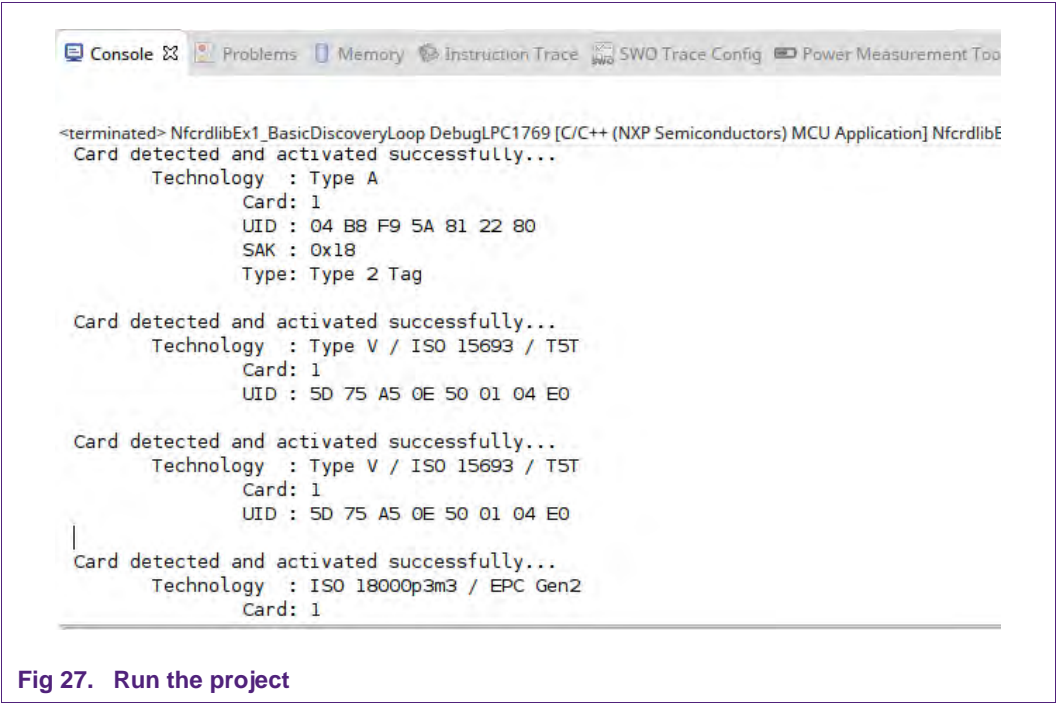 Console Problems Memory Instruction Trace SWO Trace Config Power Measurement Too
<terminated> NfcrdlibEx1_BasicDiscoveryLoop DebugLPC1769 [C/C++ (NXP Semiconductors) MCU Application] NfcrdlibE
Card detected and activated successfully...
Technology : Type A
Card: 1
UID : 04 B8 F9 5A 81 22 80
SAK : 0x18
Type: Type 2 Tag
Card detected and activated successfully...
Technology : Type V / ISO 15693 / T5T
Card: 1
UID : 5D 75 A5 0E 50 01 04 E0
Card detected and activated successfully...
Technology : Type V / ISO 15693 / T5T
Card: 1
UID : 5D 75 A5 0E 50 01 04 E0
Card detected and activated successfully...
Technology : ISO 18000p3m3 / EPC Gen2
Card: 1
Fig 27. Run the project